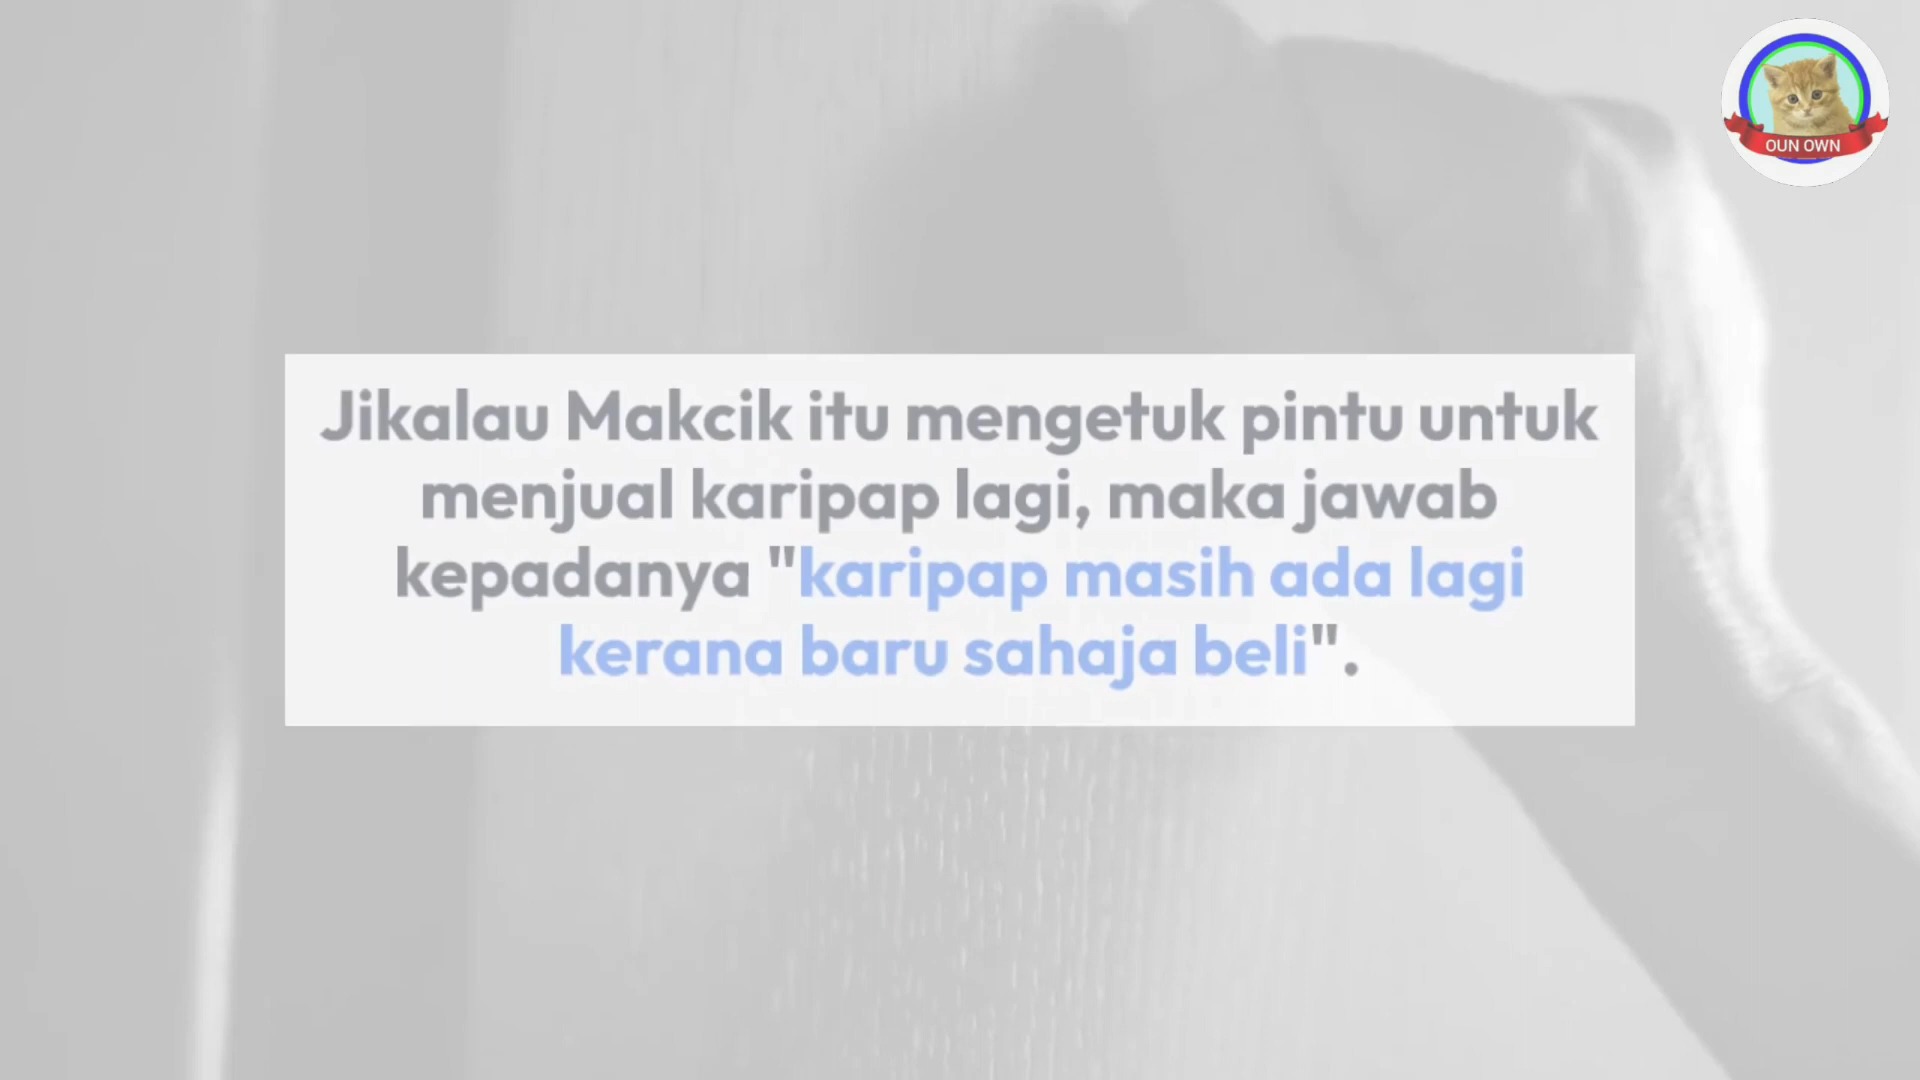 OUN OWN
Jikalau Makcik itu mengetuk pintu untuk
menjual karipap lagi, maka jawab
kepadanya "karipap masih ada lagi
kerana baru sahaja beli".